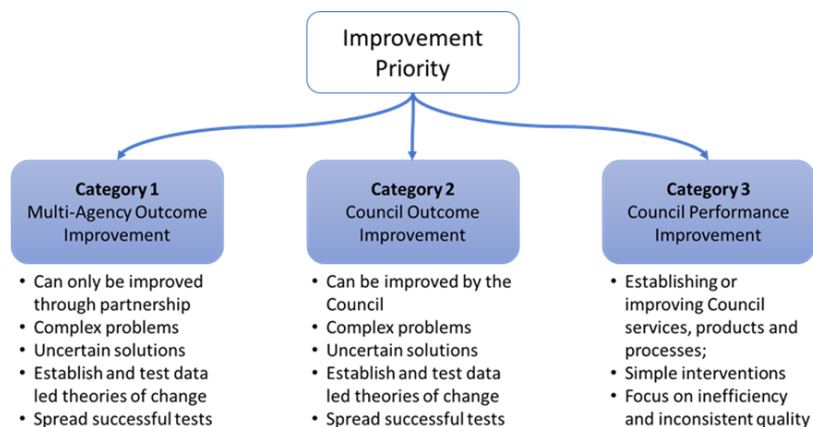 Improvement
Priority
Category 1
Multi-Agency Outcome
Improvement
• Can only be improved
through partnership
• Complex problems
• Uncertain solutions
• Establish and test data
led theories of change
• Spread successful tests
Category 2
Council Outcome
Improvement
• Can be improved by the
Council
• Complex problems
• Uncertain solutions
• Establish and test data
led theories of change
• Spread successful tests
Category 3
Council Performance
Improvement
• Establishing or
improving Council
services, products and
processes;
• Simple interventions
• Focus on inefficiency
and inconsistent quality